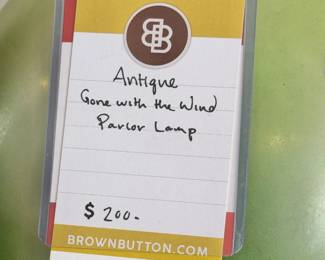 Antique
Gone with the Wind
Parlor Lamp
$ 200.-
BROWNBUTTON.COM